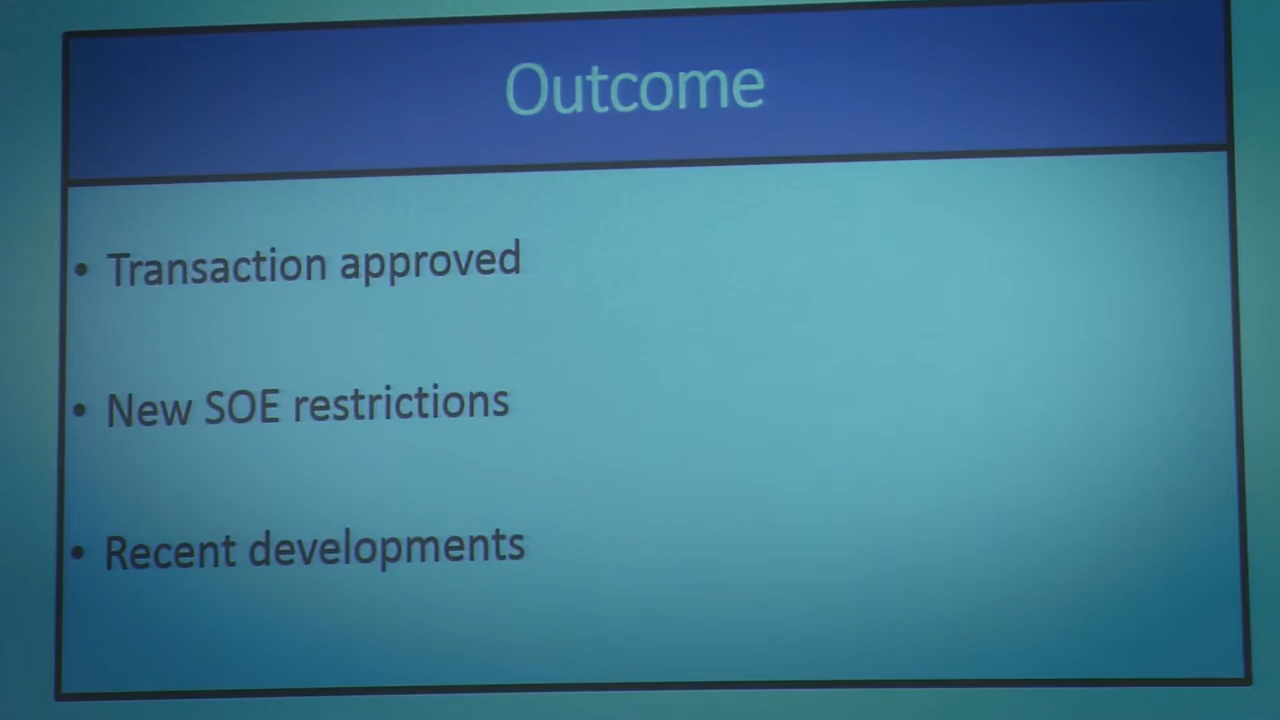 Outcome
• Transaction approved
• New SOE restrictions
• Recent developments